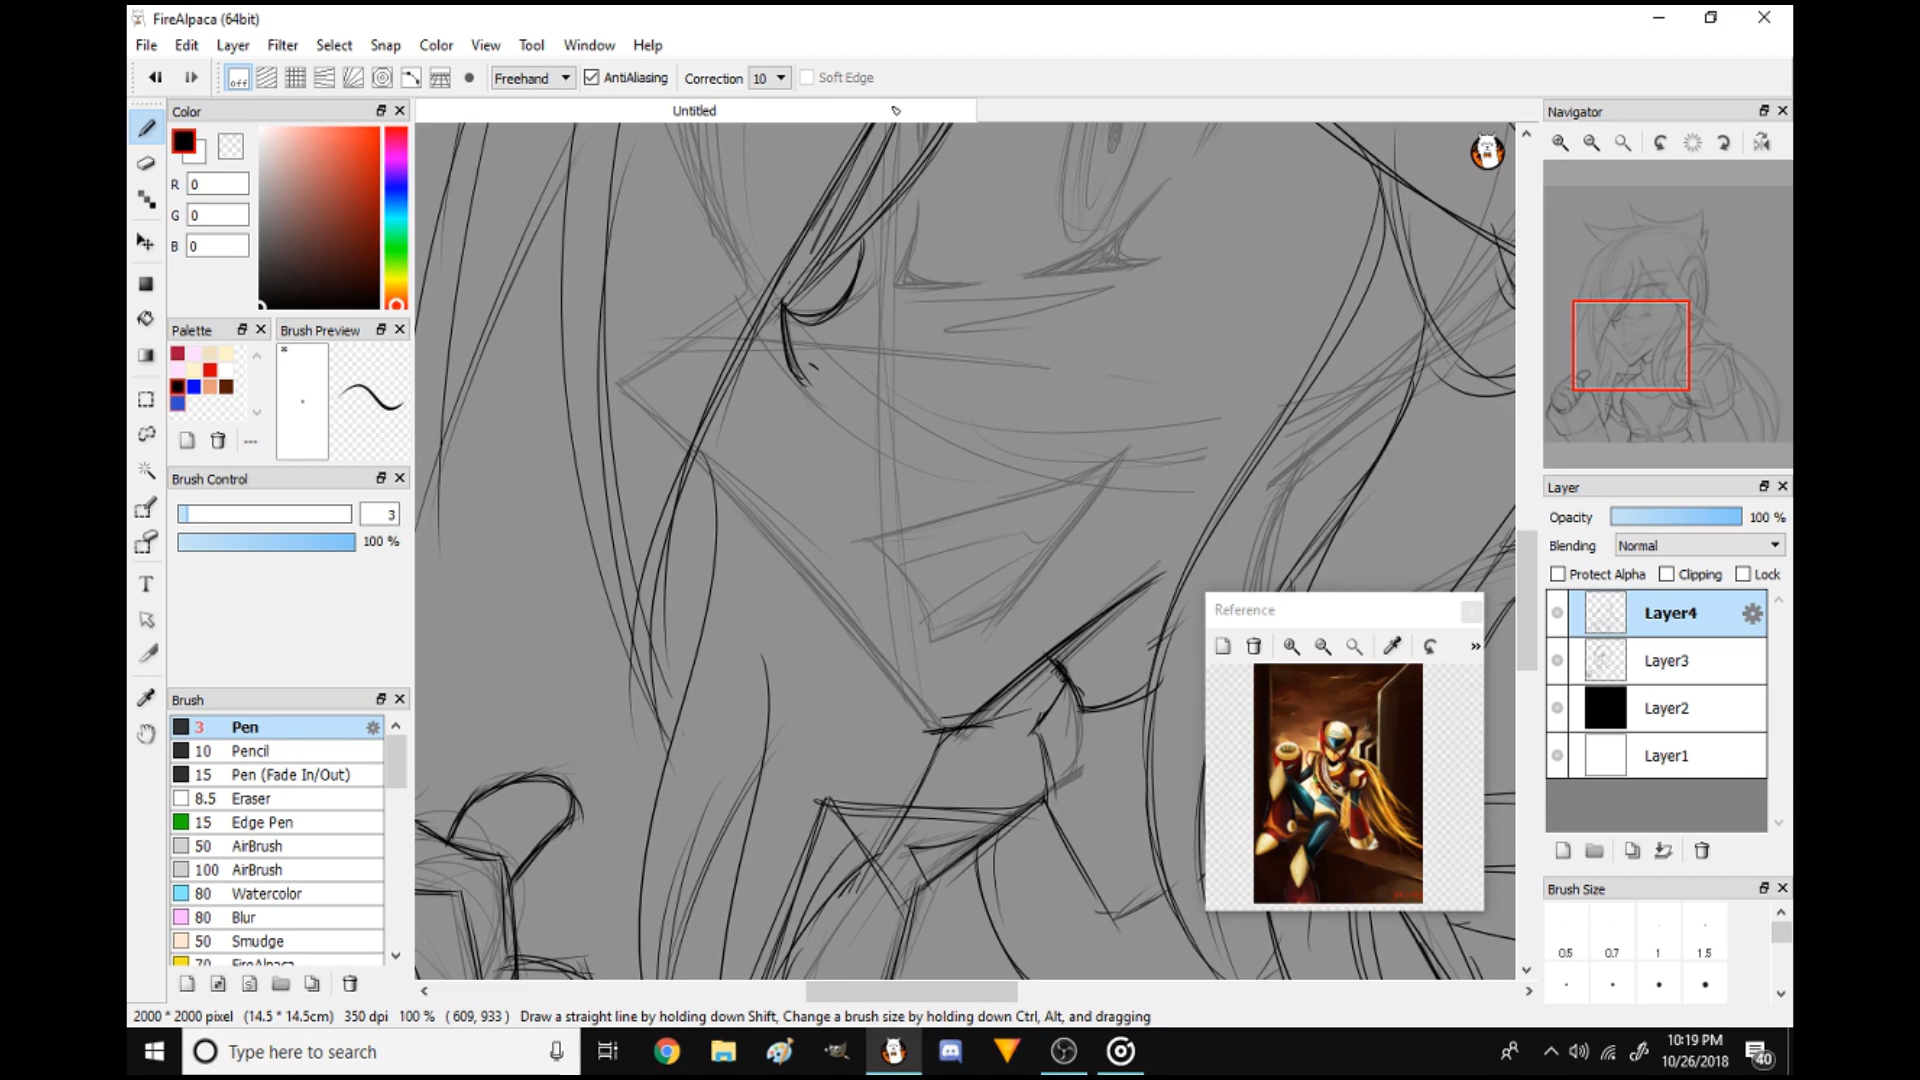 FireAlpaca (64bit)
File Edit Layer Filter Select Snap Color View Tool Window Help
off Freehand AntiAliasing Correction 10 Soft Edge
Color
Untitled
Navigator
R 0
G 0
B 0
Palette
Brush Preview
Brush Control
3
100 %
Layer
Opacity 100 %
Blending Normal
Protect Alpha Clipping Lock
Layer4
Layer3
Layer2
Layer1
Reference
Brush
3 Pen
10 Pencil
15 Pen (Fade In/Out)
8.5 Eraser
15 Edge Pen
50 AirBrush
100 AirBrush
80 Watercolor
80 Blur
50 Smudge
70 FireAlpaca
Brush Size
0.5 0.7 1 1.5
2000 * 2000 pixel (14.5 * 14.5cm) 350 dpi 100 % ( 609, 933 ) Draw a straight line by holding down Shift, Change a brush size by holding down Ctrl, Alt, and dragging
Type here to search
10:19 PM
10/26/2018
40